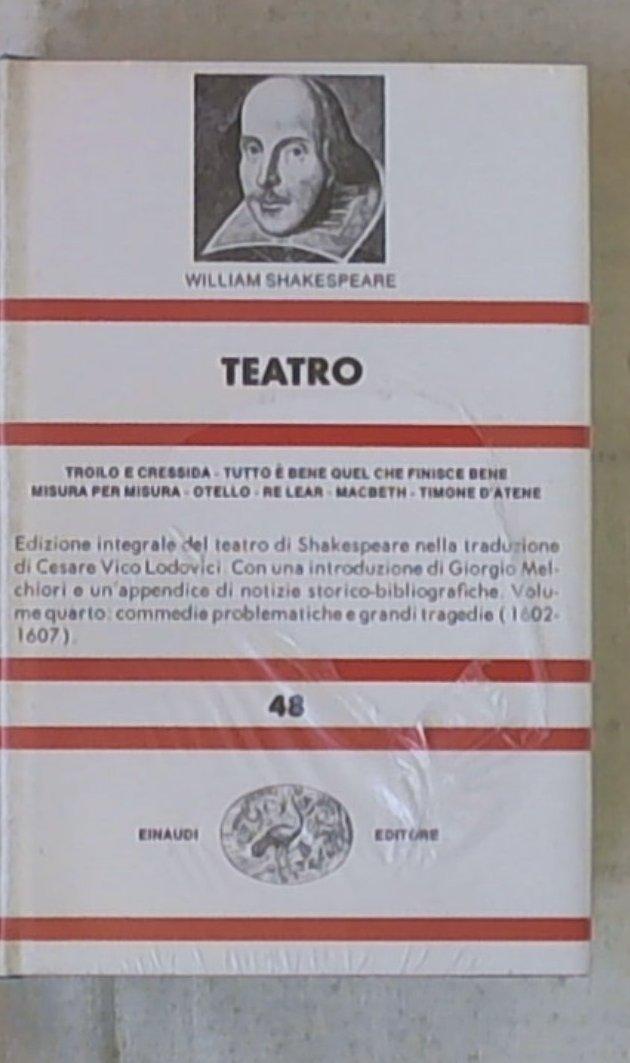 WILLIAM SHAKESPEARE
TEATRO
TROILO E CRESSIDA - TUTTO È BENE QUEL CHE FINISCE BENE
MISURA PER MISURA - OTELLO - RE LEAR - MACBETH - TIMONE D'ATENE
Edizione integrale del teatro di Shakespeare nella traduzione
di Cesare Vico Lodovici. Con una introduzione di Giorgio Mel-
chiori e un'appendice di notizie storico-bibliografiche. Volu-
me quarto: commedie problematiche e grandi tragedie (1602-
1607).
48
EINAUDI EDITORE